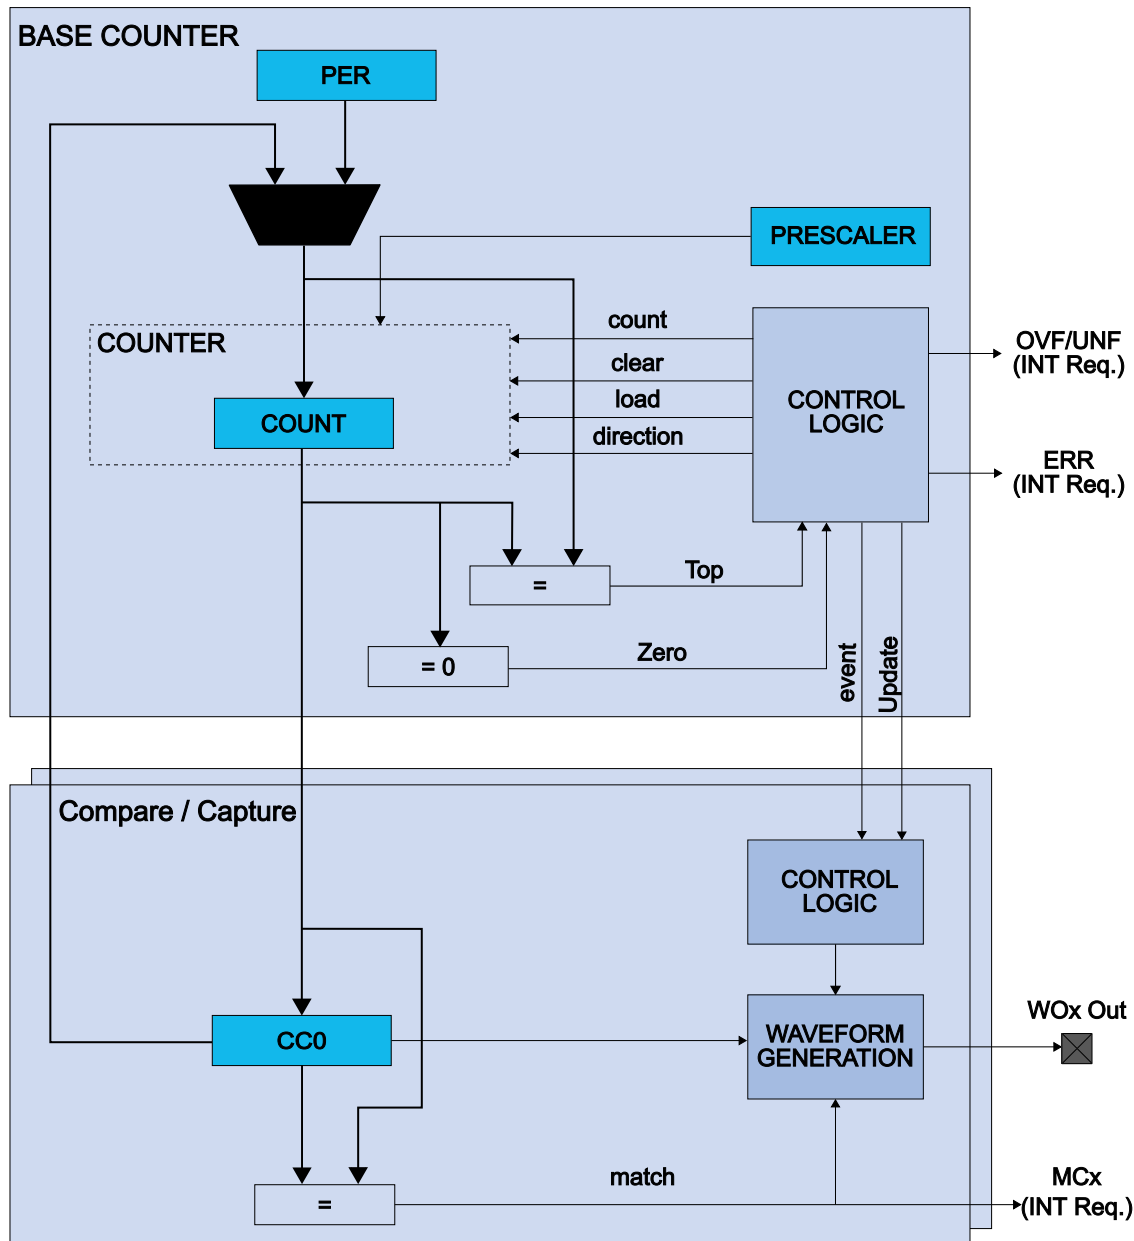 BASE COUNTER
PER
PRESCALER
COUNTER
count
clear
load
direction
COUNT
CONTROL
LOGIC
OVF/UNF
(INT Req.)
ERR
(INT Req.)
=
Top
= 0
Zero
event
Update
Compare / Capture
CONTROL
LOGIC
CC0
WAVEFORM
GENERATION
WOx Out
=
match
MCx
(INT Req.)